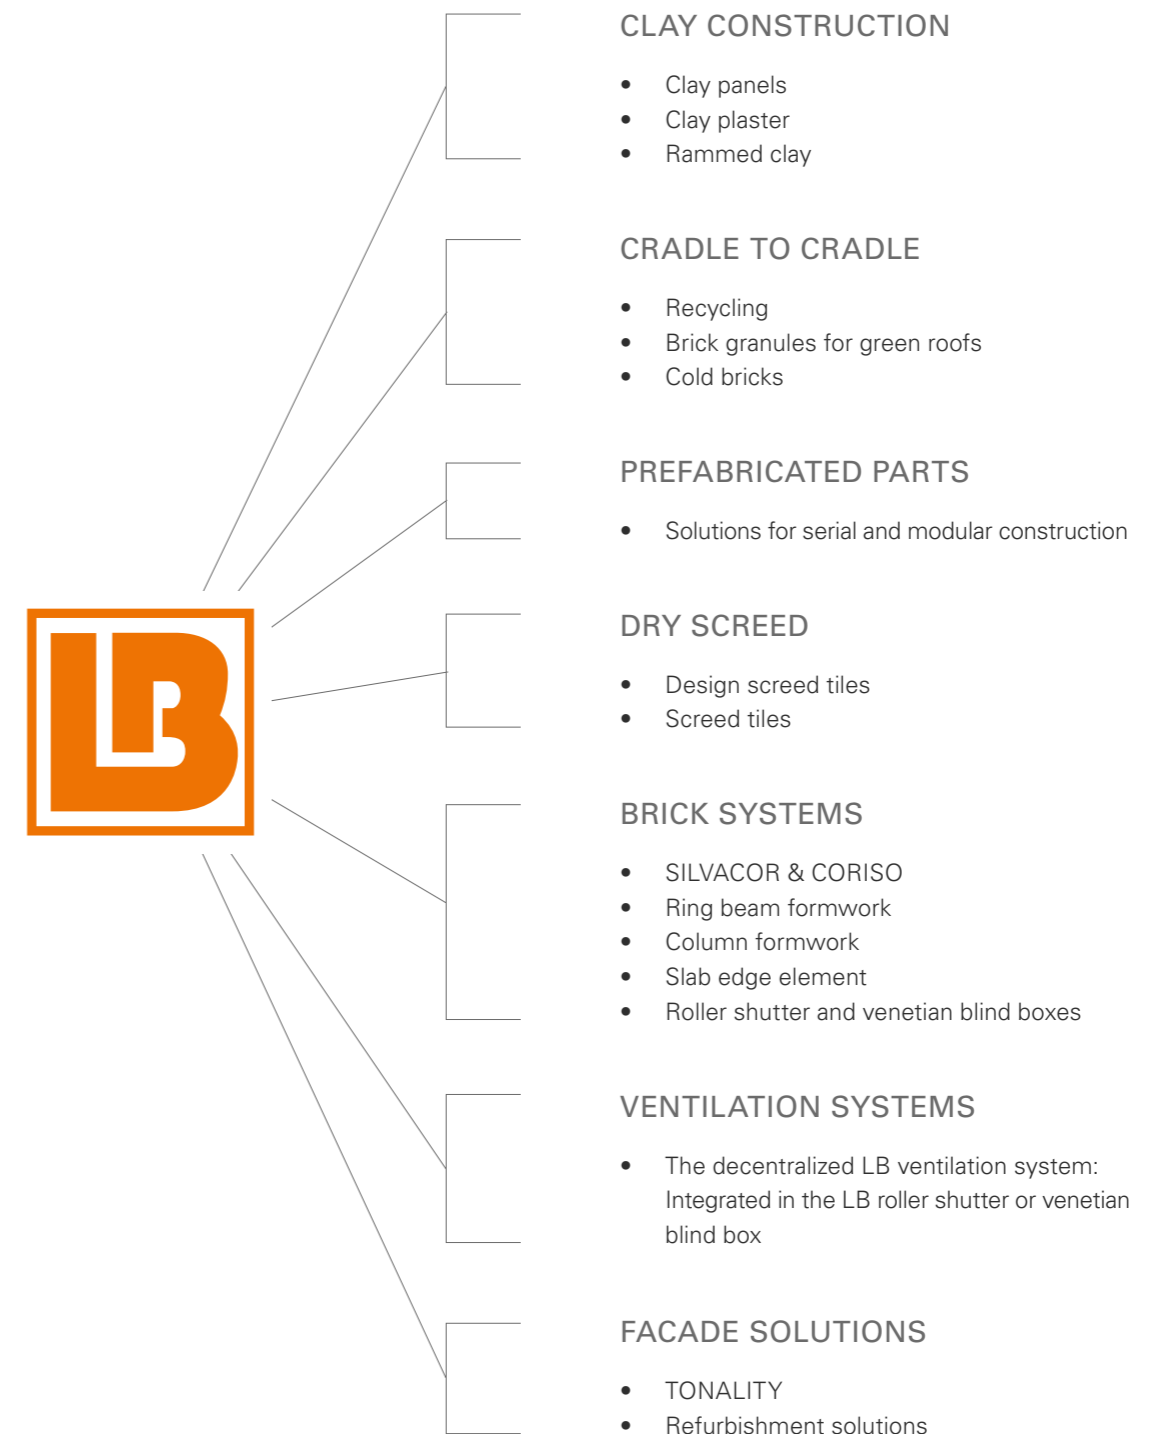 CLAY CONSTRUCTION
• Clay panels
• Clay plaster
• Rammed clay
CRADLE TO CRADLE
• Recycling
• Brick granules for green roofs
• Cold bricks
PREFABRICATED PARTS
• Solutions for serial and modular construction
LB
DRY SCREED
• Design screed tiles
• Screed tiles
BRICK SYSTEMS
• SILVACOR & CORISO
• Ring beam formwork
• Column formwork
• Slab edge element
• Roller shutter and venetian blind boxes
VENTILATION SYSTEMS
• The decentralized LB ventilation system:
Integrated in the LB roller shutter or venetian
blind box
FACADE SOLUTIONS
• TONALITY
• Refurbishment solutions